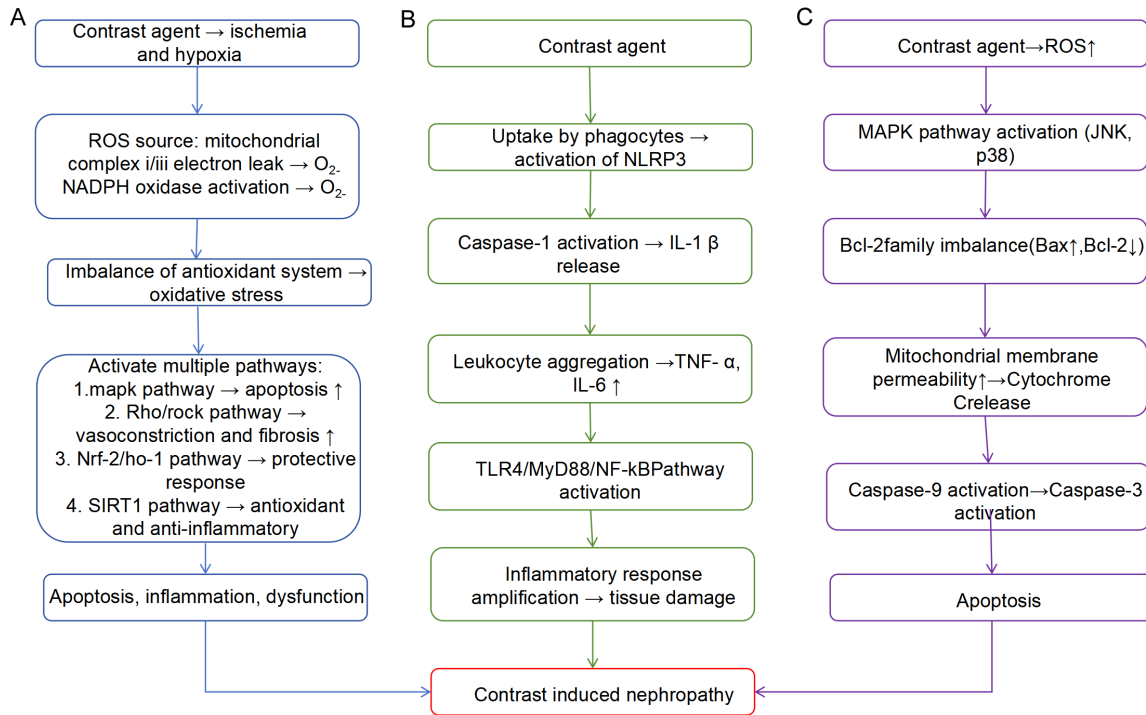 A
Contrast agent → ischemia
and hypoxia
ROS source: mitochondrial
complex i/iii electron leak → O2-
NADPH oxidase activation → O2-
Imbalance of antioxidant system →
oxidative stress
Activate multiple pathways:
1.mapk pathway → apoptosis ↑
2. Rho/rock pathway →
vasoconstriction and fibrosis ↑
3. Nrf-2/ho-1 pathway → protective
response
4. SIRT1 pathway → antioxidant
and anti-inflammatory
Apoptosis, inflammation, dysfunction
B
Contrast agent
Uptake by phagocytes →
activation of NLRP3
Caspase-1 activation → IL-1 β
release
Leukocyte aggregation →TNF- α,
IL-6 ↑
TLR4/MyD88/NF-kBPathway
activation
Inflammatory response
amplification → tissue damage
C
Contrast agent→ROS↑
MAPK pathway activation (JNK,
p38)
Bcl-2family imbalance(Bax↑,Bcl-2↓)
Mitochondrial membrane
permeability↑→Cytochrome
Crelease
Caspase-9 activation→Caspase-3
activation
Apoptosis
Contrast induced nephropathy